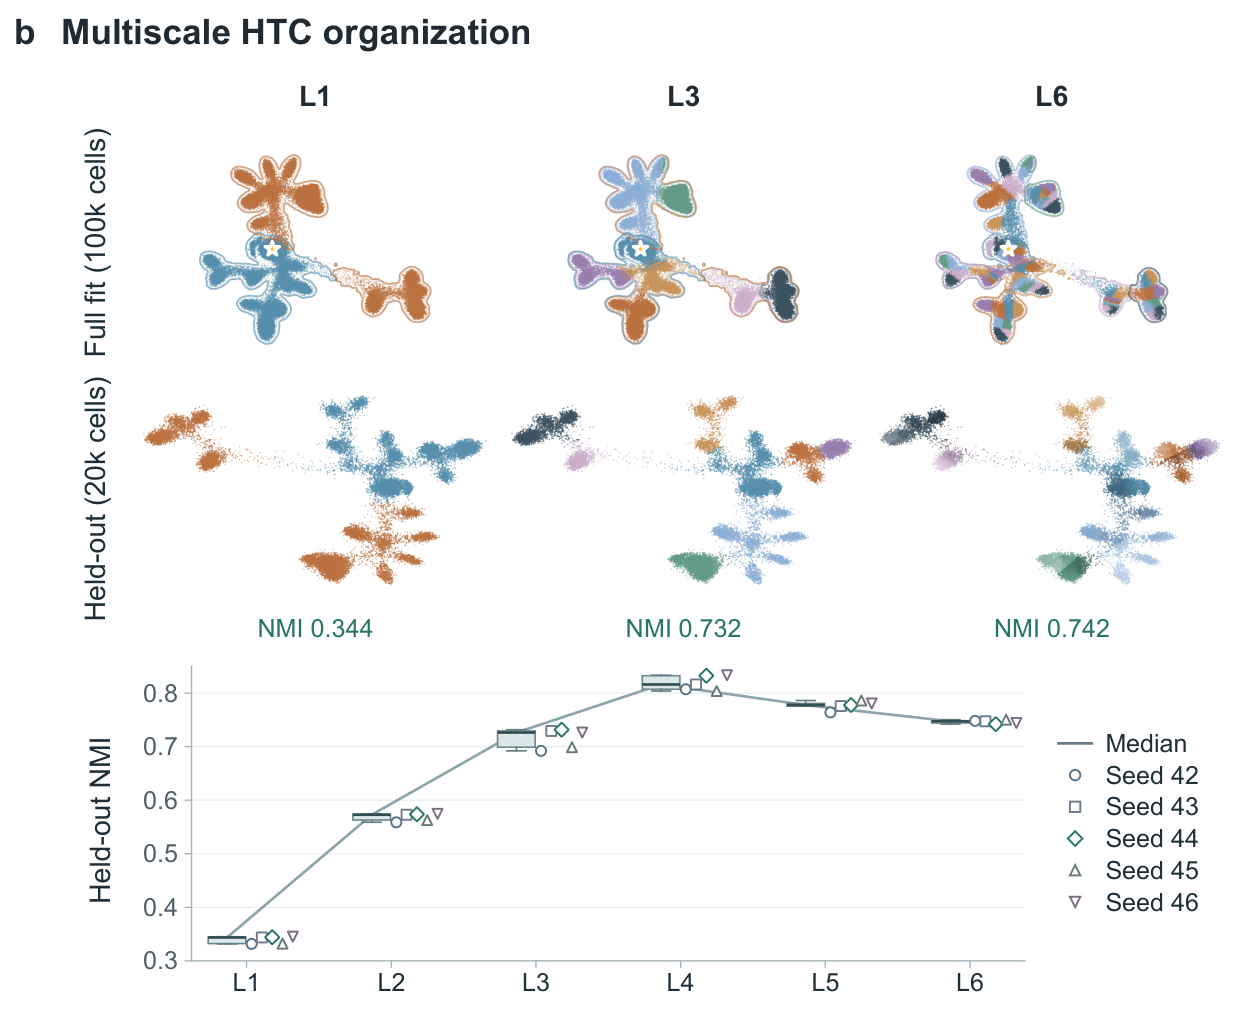 b Multiscale HTC organization
L1 L3 L6
Full fit (100k cells)
Held-out (20k cells)
NMI 0.344 NMI 0.732 NMI 0.742
Held-out NMI
0.8
0.7
0.6
0.5
0.4
0.3
L1 L2 L3 L4 L5 L6
Median
Seed 42
Seed 43
Seed 44
Seed 45
Seed 46